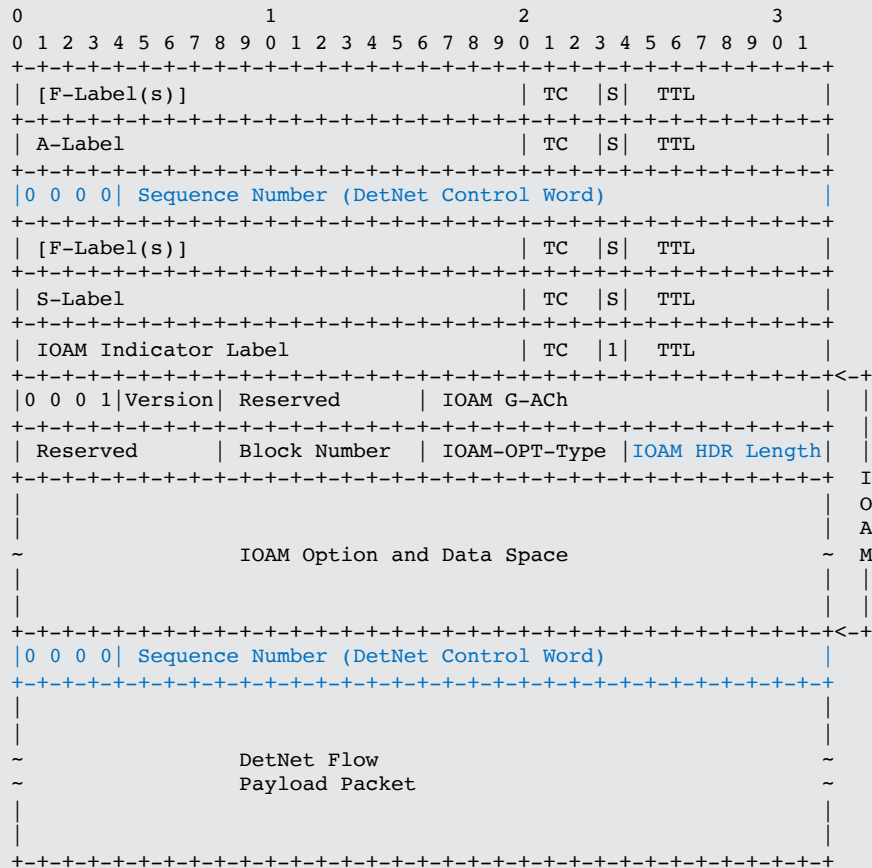 0                   1                   2                   3
0 1 2 3 4 5 6 7 8 9 0 1 2 3 4 5 6 7 8 9 0 1 2 3 4 5 6 7 8 9 0 1
+-+-+-+-+-+-+-+-+-+-+-+-+-+-+-+-+-+-+-+-+-+-+-+-+-+-+-+-+-+-+-+-+
| [F-Label(s)]                          | TC  |S|  TTL          |
+-+-+-+-+-+-+-+-+-+-+-+-+-+-+-+-+-+-+-+-+-+-+-+-+-+-+-+-+-+-+-+-+
| A-Label                               | TC  |S|  TTL          |
+-+-+-+-+-+-+-+-+-+-+-+-+-+-+-+-+-+-+-+-+-+-+-+-+-+-+-+-+-+-+-+-+
|0 0 0 0| Sequence Number (DetNet Control Word)                 |
+-+-+-+-+-+-+-+-+-+-+-+-+-+-+-+-+-+-+-+-+-+-+-+-+-+-+-+-+-+-+-+-+
| [F-Label(s)]                          | TC  |S|  TTL          |
+-+-+-+-+-+-+-+-+-+-+-+-+-+-+-+-+-+-+-+-+-+-+-+-+-+-+-+-+-+-+-+-+
| S-Label                               | TC  |S|  TTL          |
+-+-+-+-+-+-+-+-+-+-+-+-+-+-+-+-+-+-+-+-+-+-+-+-+-+-+-+-+-+-+-+-+
| IOAM Indicator Label                  | TC  |1|  TTL          |
+-+-+-+-+-+-+-+-+-+-+-+-+-+-+-+-+-+-+-+-+-+-+-+-+-+-+-+-+-+-+-+-+<-+
|0 0 0 1|Version| Reserved      | IOAM G-ACh                    |  |
+-+-+-+-+-+-+-+-+-+-+-+-+-+-+-+-+-+-+-+-+-+-+-+-+-+-+-+-+-+-+-+-+  |
| Reserved      | Block Number  | IOAM-OPT-Type |IOAM HDR Length|  |
+-+-+-+-+-+-+-+-+-+-+-+-+-+-+-+-+-+-+-+-+-+-+-+-+-+-+-+-+-+-+-+-+  I
|                                                               |  O
|                                                               |  A
~                 IOAM Option and Data Space                    ~  M
|                                                               |  |
|                                                               |  |
+-+-+-+-+-+-+-+-+-+-+-+-+-+-+-+-+-+-+-+-+-+-+-+-+-+-+-+-+-+-+-+-+<-+
|0 0 0 0| Sequence Number (DetNet Control Word)                 |
+-+-+-+-+-+-+-+-+-+-+-+-+-+-+-+-+-+-+-+-+-+-+-+-+-+-+-+-+-+-+-+-+
|                                                               |
|                                                               |
~                 DetNet Flow                                   ~
~                 Payload Packet                                ~
|                                                               |
|                                                               |
+-+-+-+-+-+-+-+-+-+-+-+-+-+-+-+-+-+-+-+-+-+-+-+-+-+-+-+-+-+-+-+-+